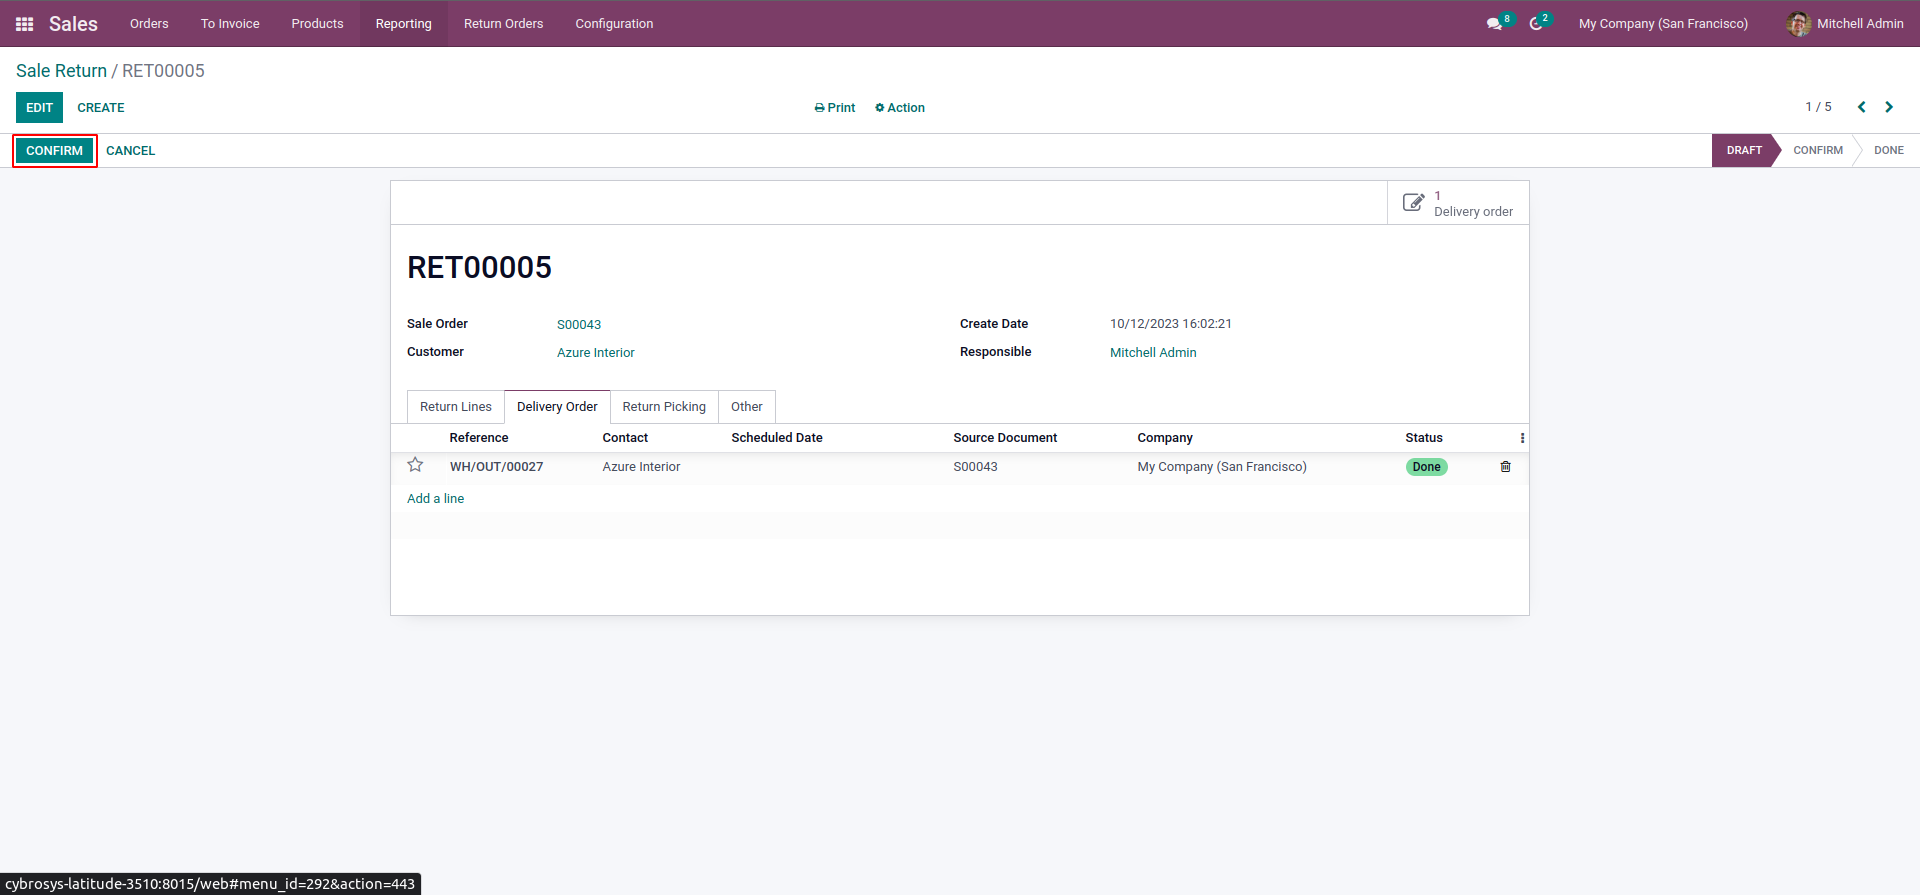 Sales Orders To Invoice Products Reporting Return Orders Configuration 8 2 My Company (San Francisco) Mitchell Admin
Sale Return / RET00005
EDIT CREATE Print Action 1 / 5
CONFIRM CANCEL DRAFT CONFIRM DONE
1
Delivery order
RET00005
Sale Order S00043 Create Date 10/12/2023 16:02:21
Customer Azure Interior Responsible Mitchell Admin
Return Lines Delivery Order Return Picking Other
Reference Contact Scheduled Date Source Document Company Status
WH/OUT/00027 Azure Interior S00043 My Company (San Francisco) Done
Add a line
cybrosys-latitude-3510:8015/web#menu_id=292&action=443